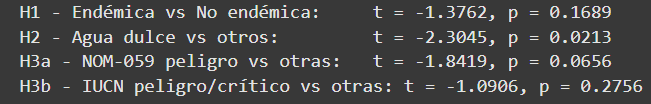 H1 - Endémica vs No endémica: t = -1.3762, p = 0.1689
H2 - Agua dulce vs otros: t = -2.3045, p = 0.0213
H3a - NOM-059 peligro vs otras: t = -1.8419, p = 0.0656
H3b - IUCN peligro/crítico vs otras: t = -1.0906, p = 0.2756